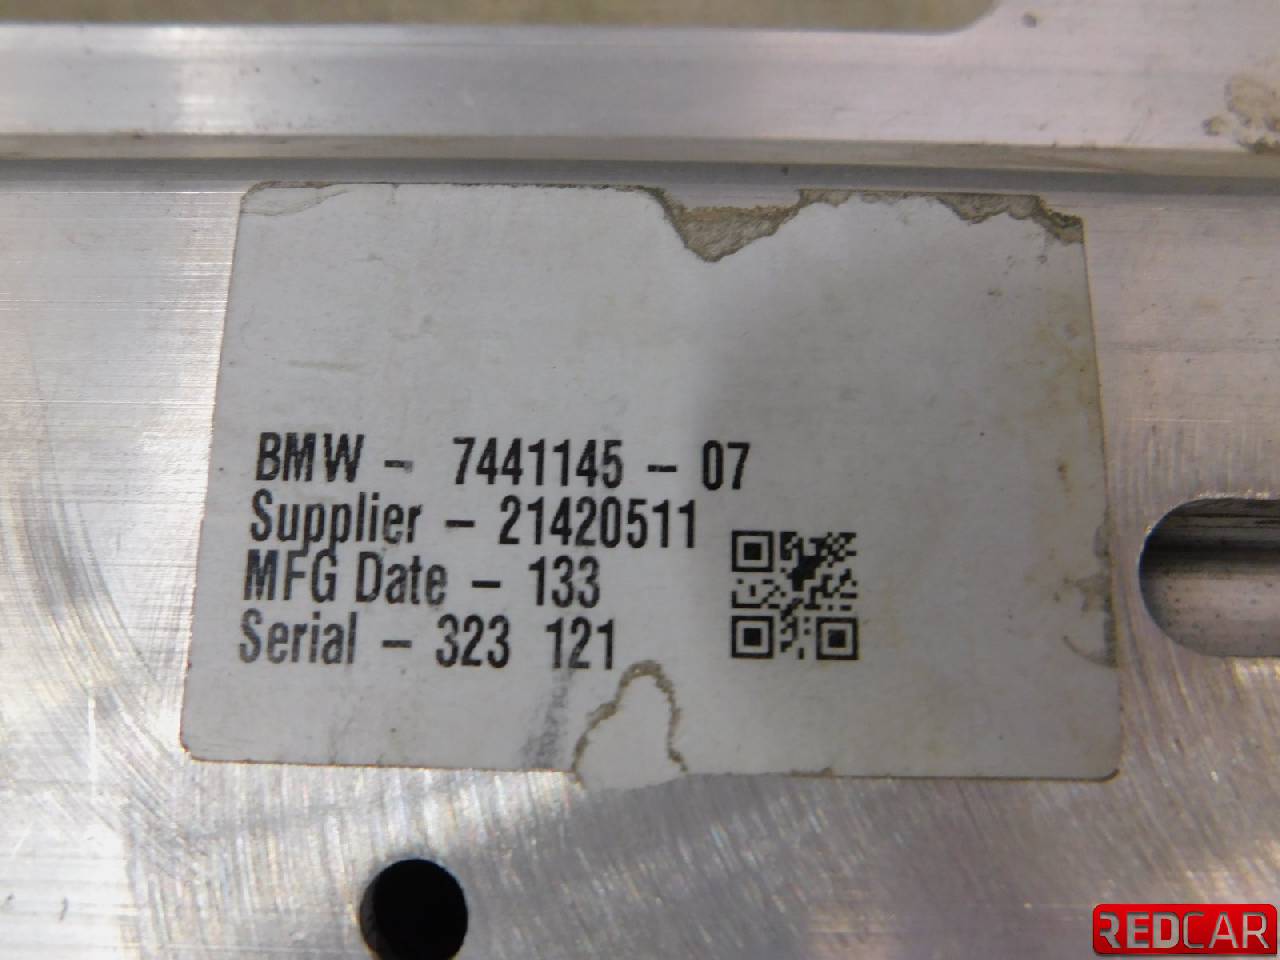 BMW - 7441145 - 07
Supplier - 21420511
MFG Date - 133
Serial - 323 121
REDCAR